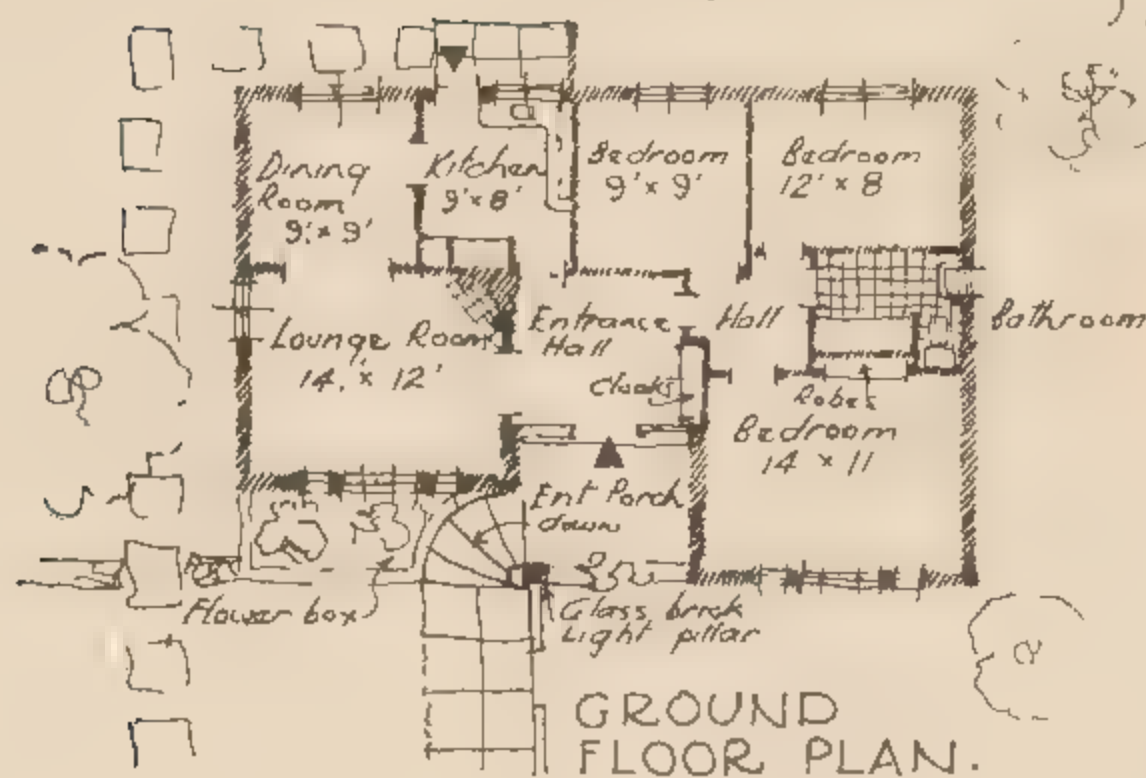 Dining
Room
9' x 9'
Kitchen
9' x 8'
Bedroom
9' x 9'
Bedroom
12' x 8
Lounge Room
14' x 12'
Entrance
Hall
Hall
Bathroom
Cloaks
Robes
Bedroom
14 x 11
Ent Porch
down
Flower box
Glass brick
Light pillar
GROUND
FLOOR PLAN.